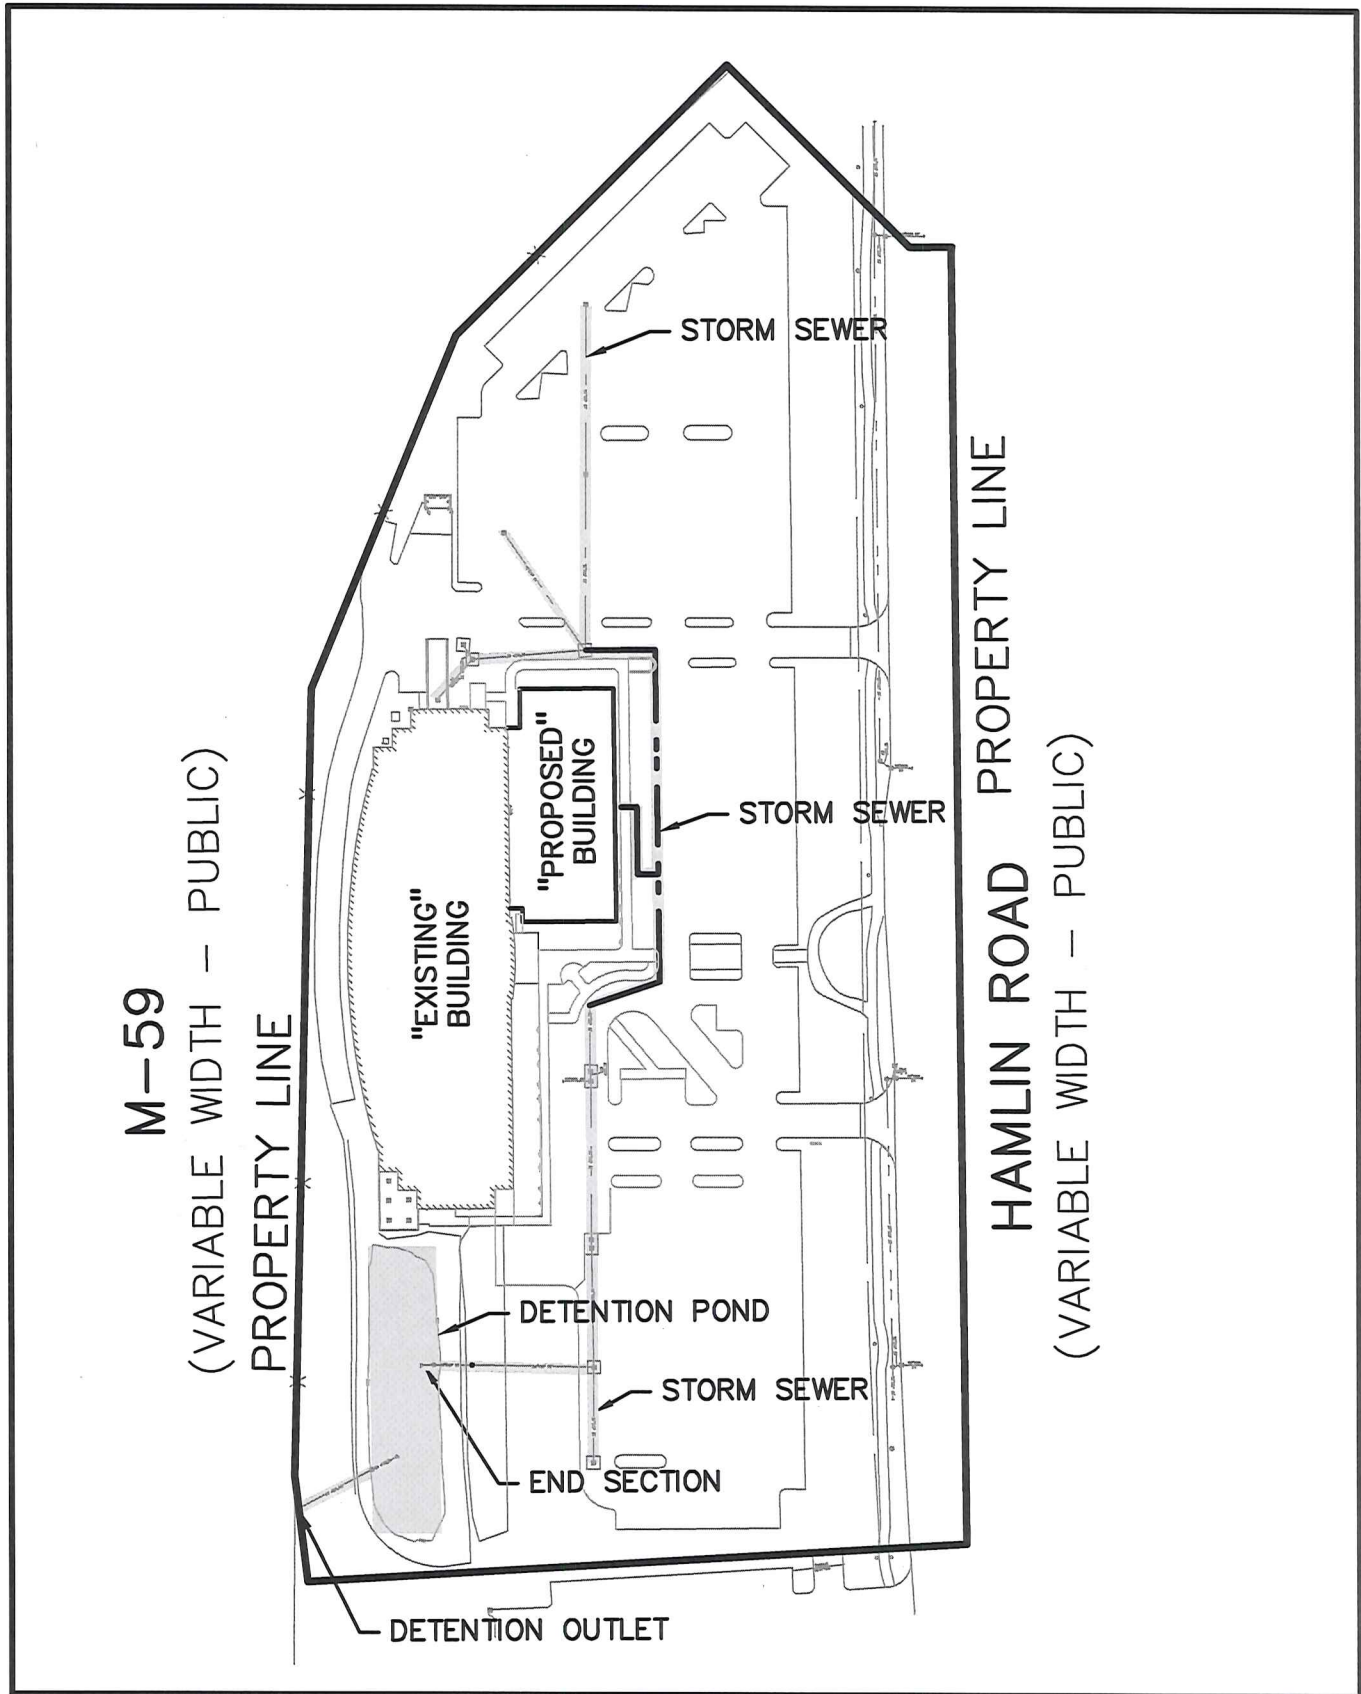 M-59
(VARIABLE WIDTH - PUBLIC)
PROPERTY LINE
STORM SEWER
"EXISTING"
BUILDING
"PROPOSED"
BUILDING
STORM SEWER
DETENTION POND
STORM SEWER
END SECTION
DETENTION OUTLET
HAMLIN ROAD PROPERTY LINE
(VARIABLE WIDTH - PUBLIC)